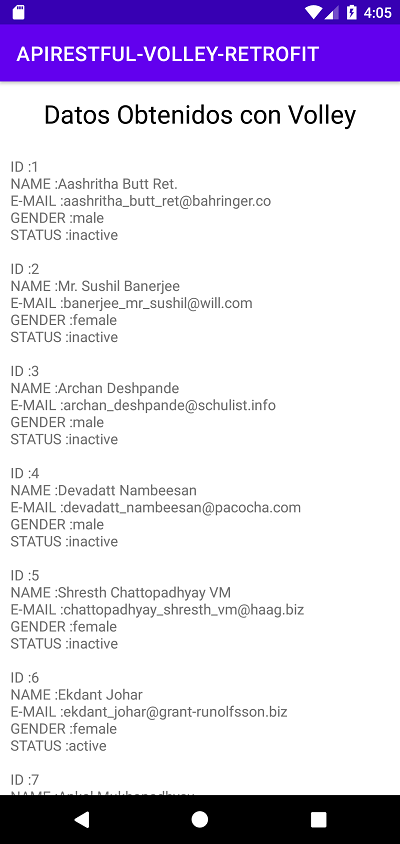 4:05
APIRESTFUL-VOLLEY-RETROFIT
Datos Obtenidos con Volley
ID :1
NAME :Aashritha Butt Ret.
E-MAIL :aashritha_butt_ret@bahringer.co
GENDER :male
STATUS :inactive
ID :2
NAME :Mr. Sushil Banerjee
E-MAIL :banerjee_mr_sushil@will.com
GENDER :female
STATUS :inactive
ID :3
NAME :Archan Deshpande
E-MAIL :archan_deshpande@schulist.info
GENDER :male
STATUS :inactive
ID :4
NAME :Devadatt Nambeesan
E-MAIL :devadatt_nambeesan@pacocha.com
GENDER :male
STATUS :inactive
ID :5
NAME :Shresth Chattopadhyay VM
E-MAIL :chattopadhyay_shresth_vm@haag.biz
GENDER :female
STATUS :inactive
ID :6
NAME :Ekdant Johar
E-MAIL :ekdant_johar@grant-runolfsson.biz
GENDER :female
STATUS :active
ID :7
NAME